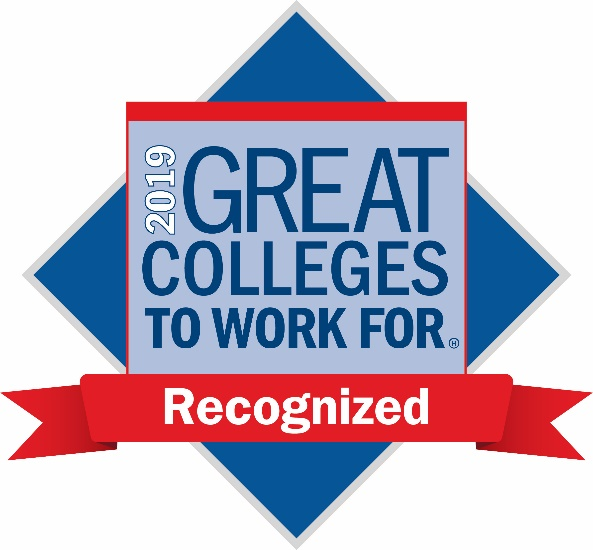 2019
GREAT
COLLEGES
TO WORK FOR®
Recognized